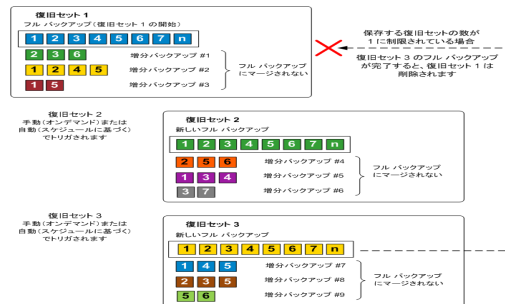 復旧セット 1
フル バックアップ(復旧セット 1 の開始)
1 2 3 4 5 6 7 n
2 3 6 増分バックアップ #1
1 2 4 5 増分バックアップ #2
1 5 増分バックアップ #3
フル バックアップ
にマージされない
保存する復旧セットの数が
1 に制限されている場合
復旧セット 3 のフル バックアップ
が完了すると、復旧セット 1 は
削除されます
復旧セット 2
手動(オンデマンド)または
自動(スケジュールに基づく)
でトリガされます
復旧セット 2
新しいフル バックアップ
1 2 3 4 5 6 7 n
2 5 6 増分バックアップ #4
1 3 4 増分バックアップ #5
3 7 増分バックアップ #6
フル バックアップ
にマージされない
復旧セット 3
手動(オンデマンド)または
自動(スケジュールに基づく)
でトリガされます
復旧セット 3
新しいフル バックアップ
1 2 3 4 5 6 7 n
1 4 5 増分バックアップ #7
2 3 5 増分バックアップ #8
5 6 増分バックアップ #9
フル バックアップ
にマージされない